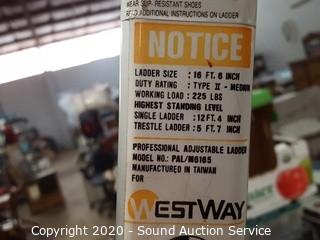 WEAR SLIP-RESISTANT SHOES
READ ADDITIONAL INSTRUCTIONS ON LADDER
NOTICE
LADDER SIZE : 16 FT. 6 INCH
DUTY RATING : TYPE II - MEDIUM
WORKING LOAD : 225 LBS
HIGHEST STANDING LEVEL
SINGLE LADDER : 12 FT. 4 INCH
TRESTLE LADDER : 5 FT. 7 INCH
PROFESSIONAL ADJUSTABLE LADDER
MODEL NO.: PAL/M6165
MANUFACTURED IN TAIWAN
FOR
WESTWAY
Copyright 2020 - Sound Auction Service